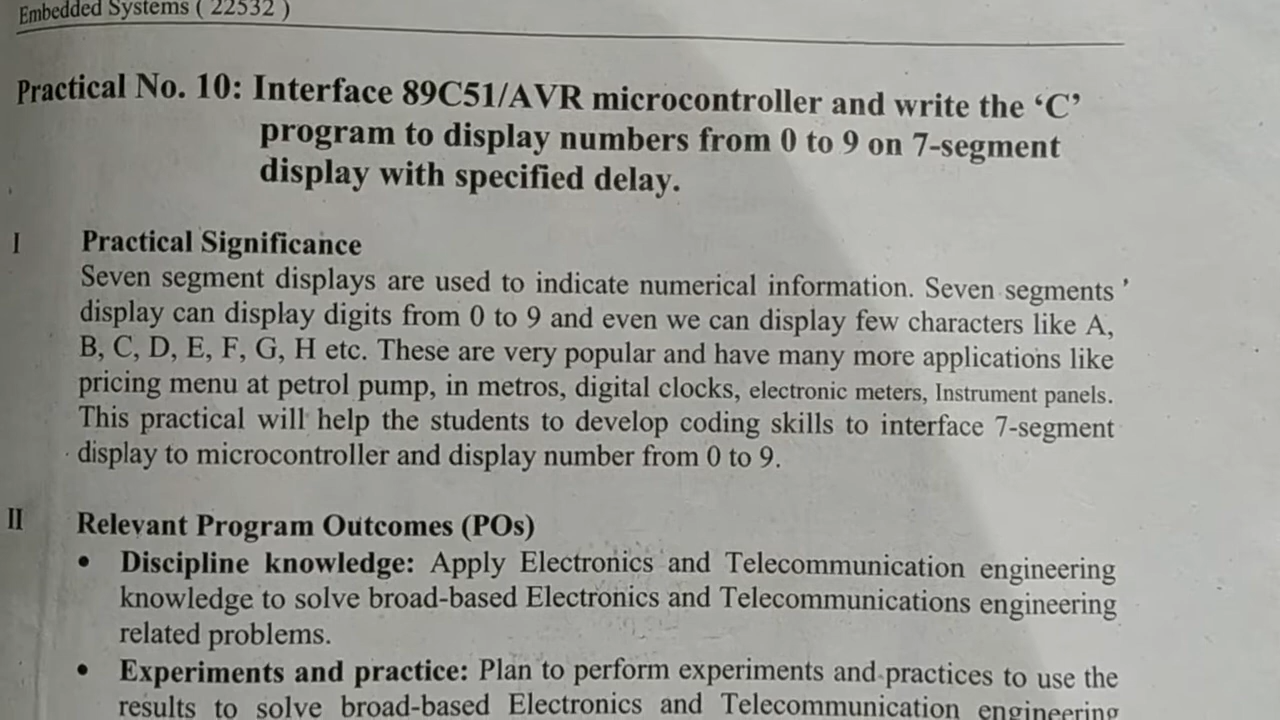 Embedded Systems ( 22532 )
Practical No. 10: Interface 89C51/AVR microcontroller and write the ‘C’
program to display numbers from 0 to 9 on 7-segment
display with specified delay.
I Practical Significance
Seven segment displays are used to indicate numerical information. Seven segments
display can display digits from 0 to 9 and even we can display few characters like A,
B, C, D, E, F, G, H etc. These are very popular and have many more applications like
pricing menu at petrol pump, in metros, digital clocks, electronic meters, Instrument panels.
This practical will help the students to develop coding skills to interface 7-segment
display to microcontroller and display number from 0 to 9.
II Relevant Program Outcomes (POs)
• Discipline knowledge: Apply Electronics and Telecommunication engineering
knowledge to solve broad-based Electronics and Telecommunications engineering
related problems.
• Experiments and practice: Plan to perform experiments and practices to use the
results to solve broad-based Electronics and Telecommunication engineering